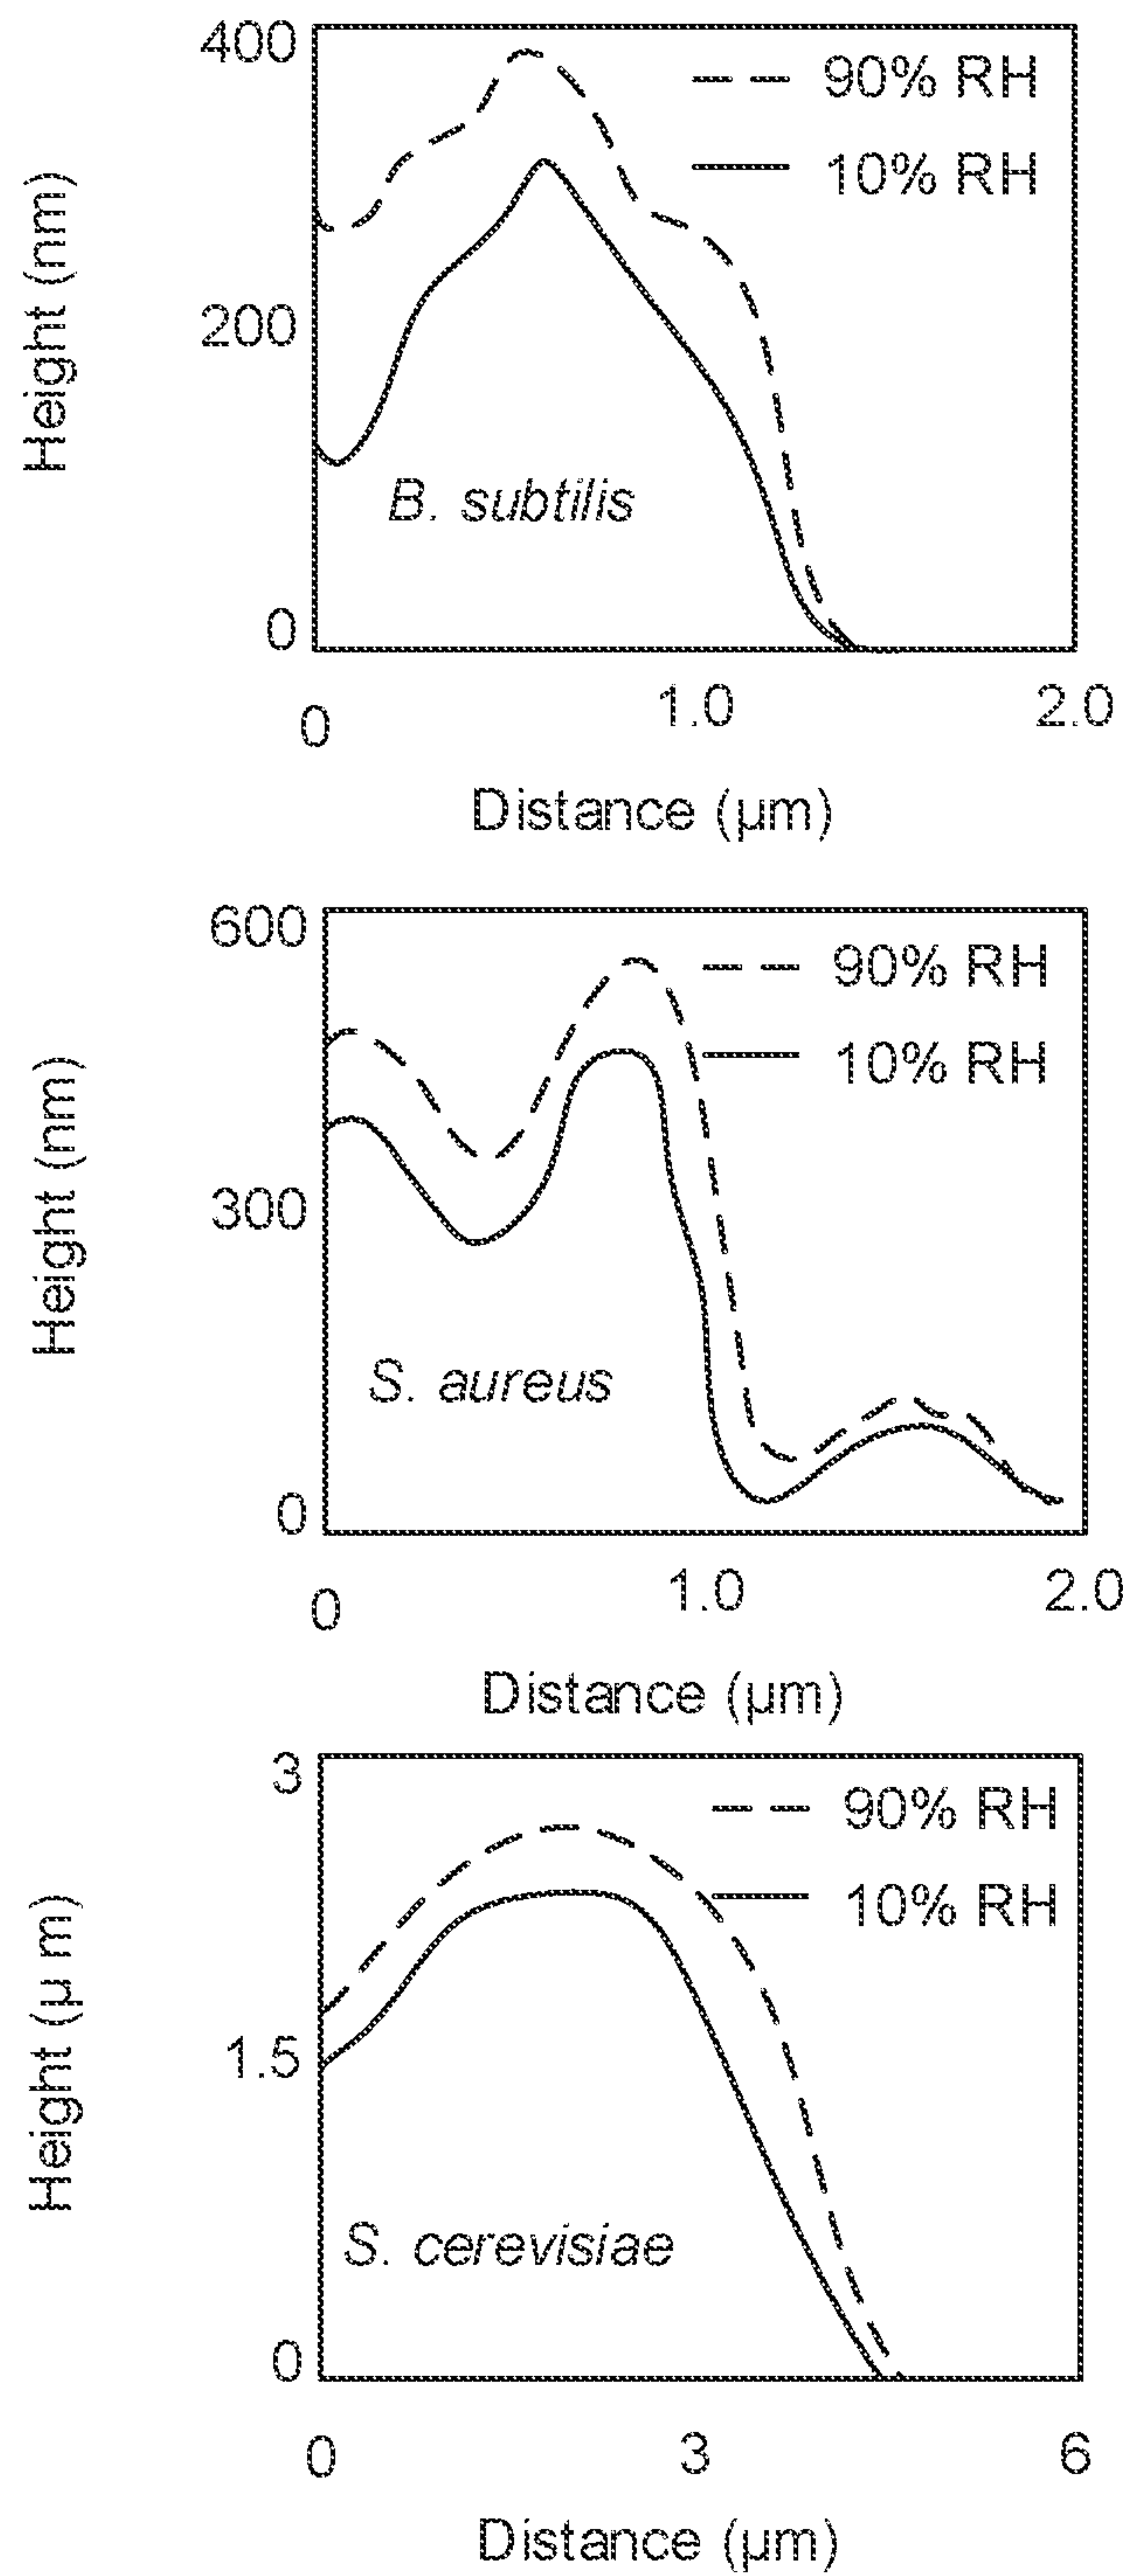 400
90% RH
10% RH
Height (nm)
200
B. subtilis
0
0
1.0
2.0
Distance (µm)
600
90% RH
10% RH
Height (nm)
300
S. aureus
0
0
1.0
2.0
Distance (µm)
3
90% RH
10% RH
Height (µ m)
1.5
S. cerevisiae
0
0
3
6
Distance (µm)